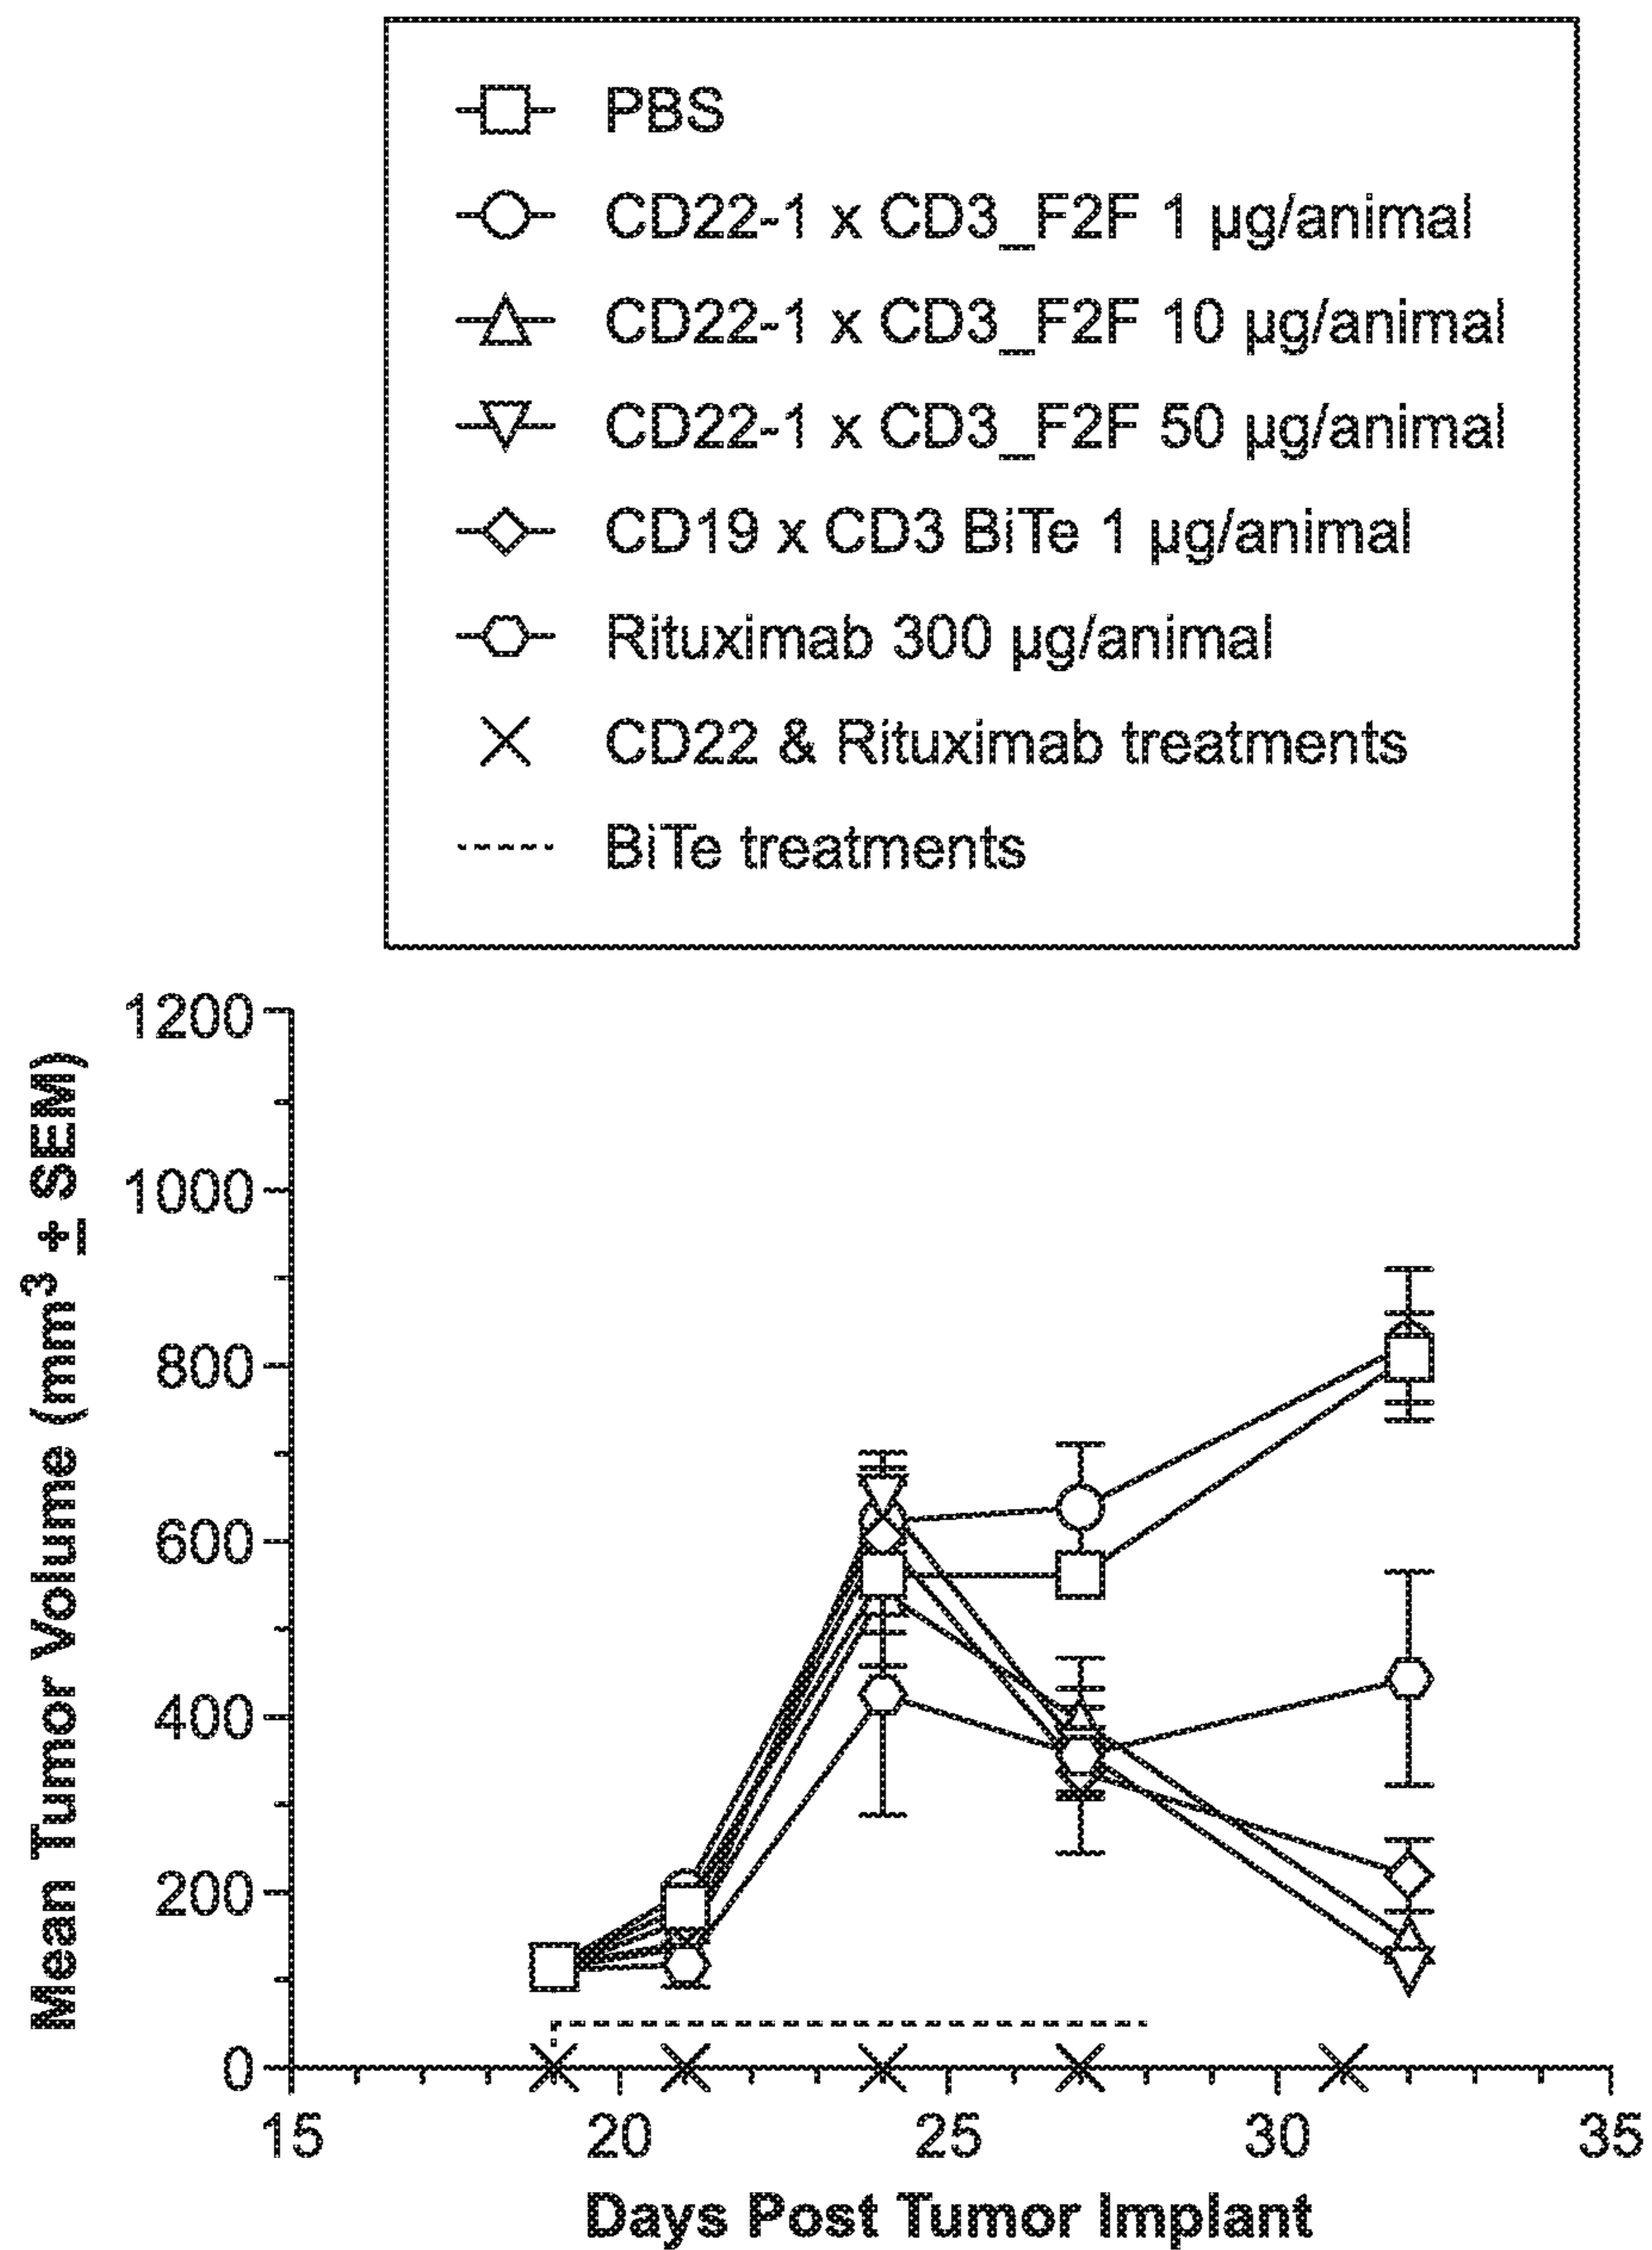 PBS
CD22-1 x CD3_F2F 1 µg/animal
CD22-1 x CD3_F2F 10 µg/animal
CD22-1 x CD3_F2F 50 µg/animal
CD19 x CD3 BiTe 1 µg/animal
Rituximab 300 µg/animal
CD22 & Rituximab treatments
BiTe treatments
Mean Tumor Volume (mm³ ± SEM)
1200
1000
800
600
400
200
0
15 20 25 30 35
Days Post Tumor Implant